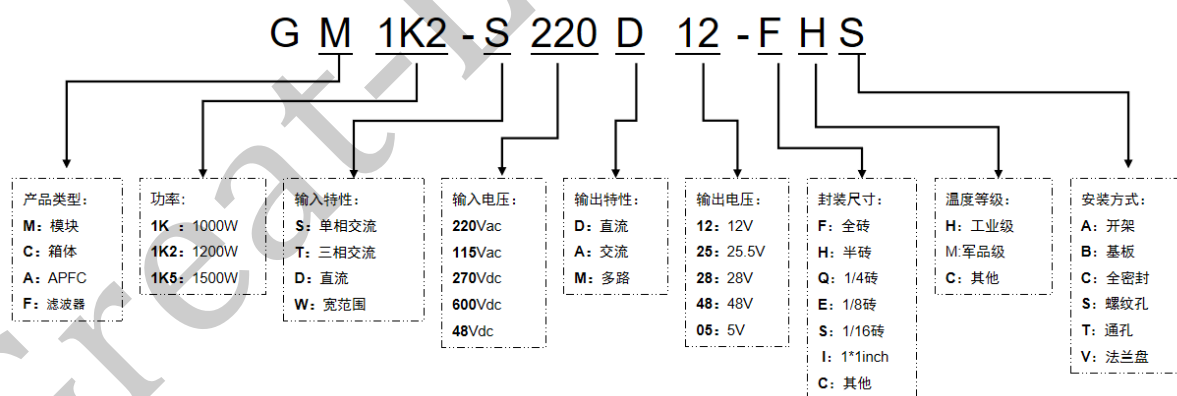 G M 1K2 - S 220 D 12 - F H S
产品类型:
M: 模块
C: 箱体
A: APFC
F: 滤波器
功率:
1K : 1000W
1K2: 1200W
1K5: 1500W
输入特性:
S: 单相交流
T: 三相交流
D: 直流
W: 宽范围
输入电压:
220Vac
115Vac
270Vdc
600Vdc
48Vdc
输出特性:
D: 直流
A: 交流
M: 多路
输出电压:
12: 12V
25: 25.5V
28: 28V
48: 48V
05: 5V
封装尺寸:
F: 全砖
H: 半砖
Q: 1/4砖
E: 1/8砖
S: 1/16砖
I: 1*1inch
C: 其他
温度等级:
H: 工业级
M:军品级
C: 其他
安装方式:
A: 开架
B: 基板
C: 全密封
S: 螺纹孔
T: 通孔
V: 法兰盘